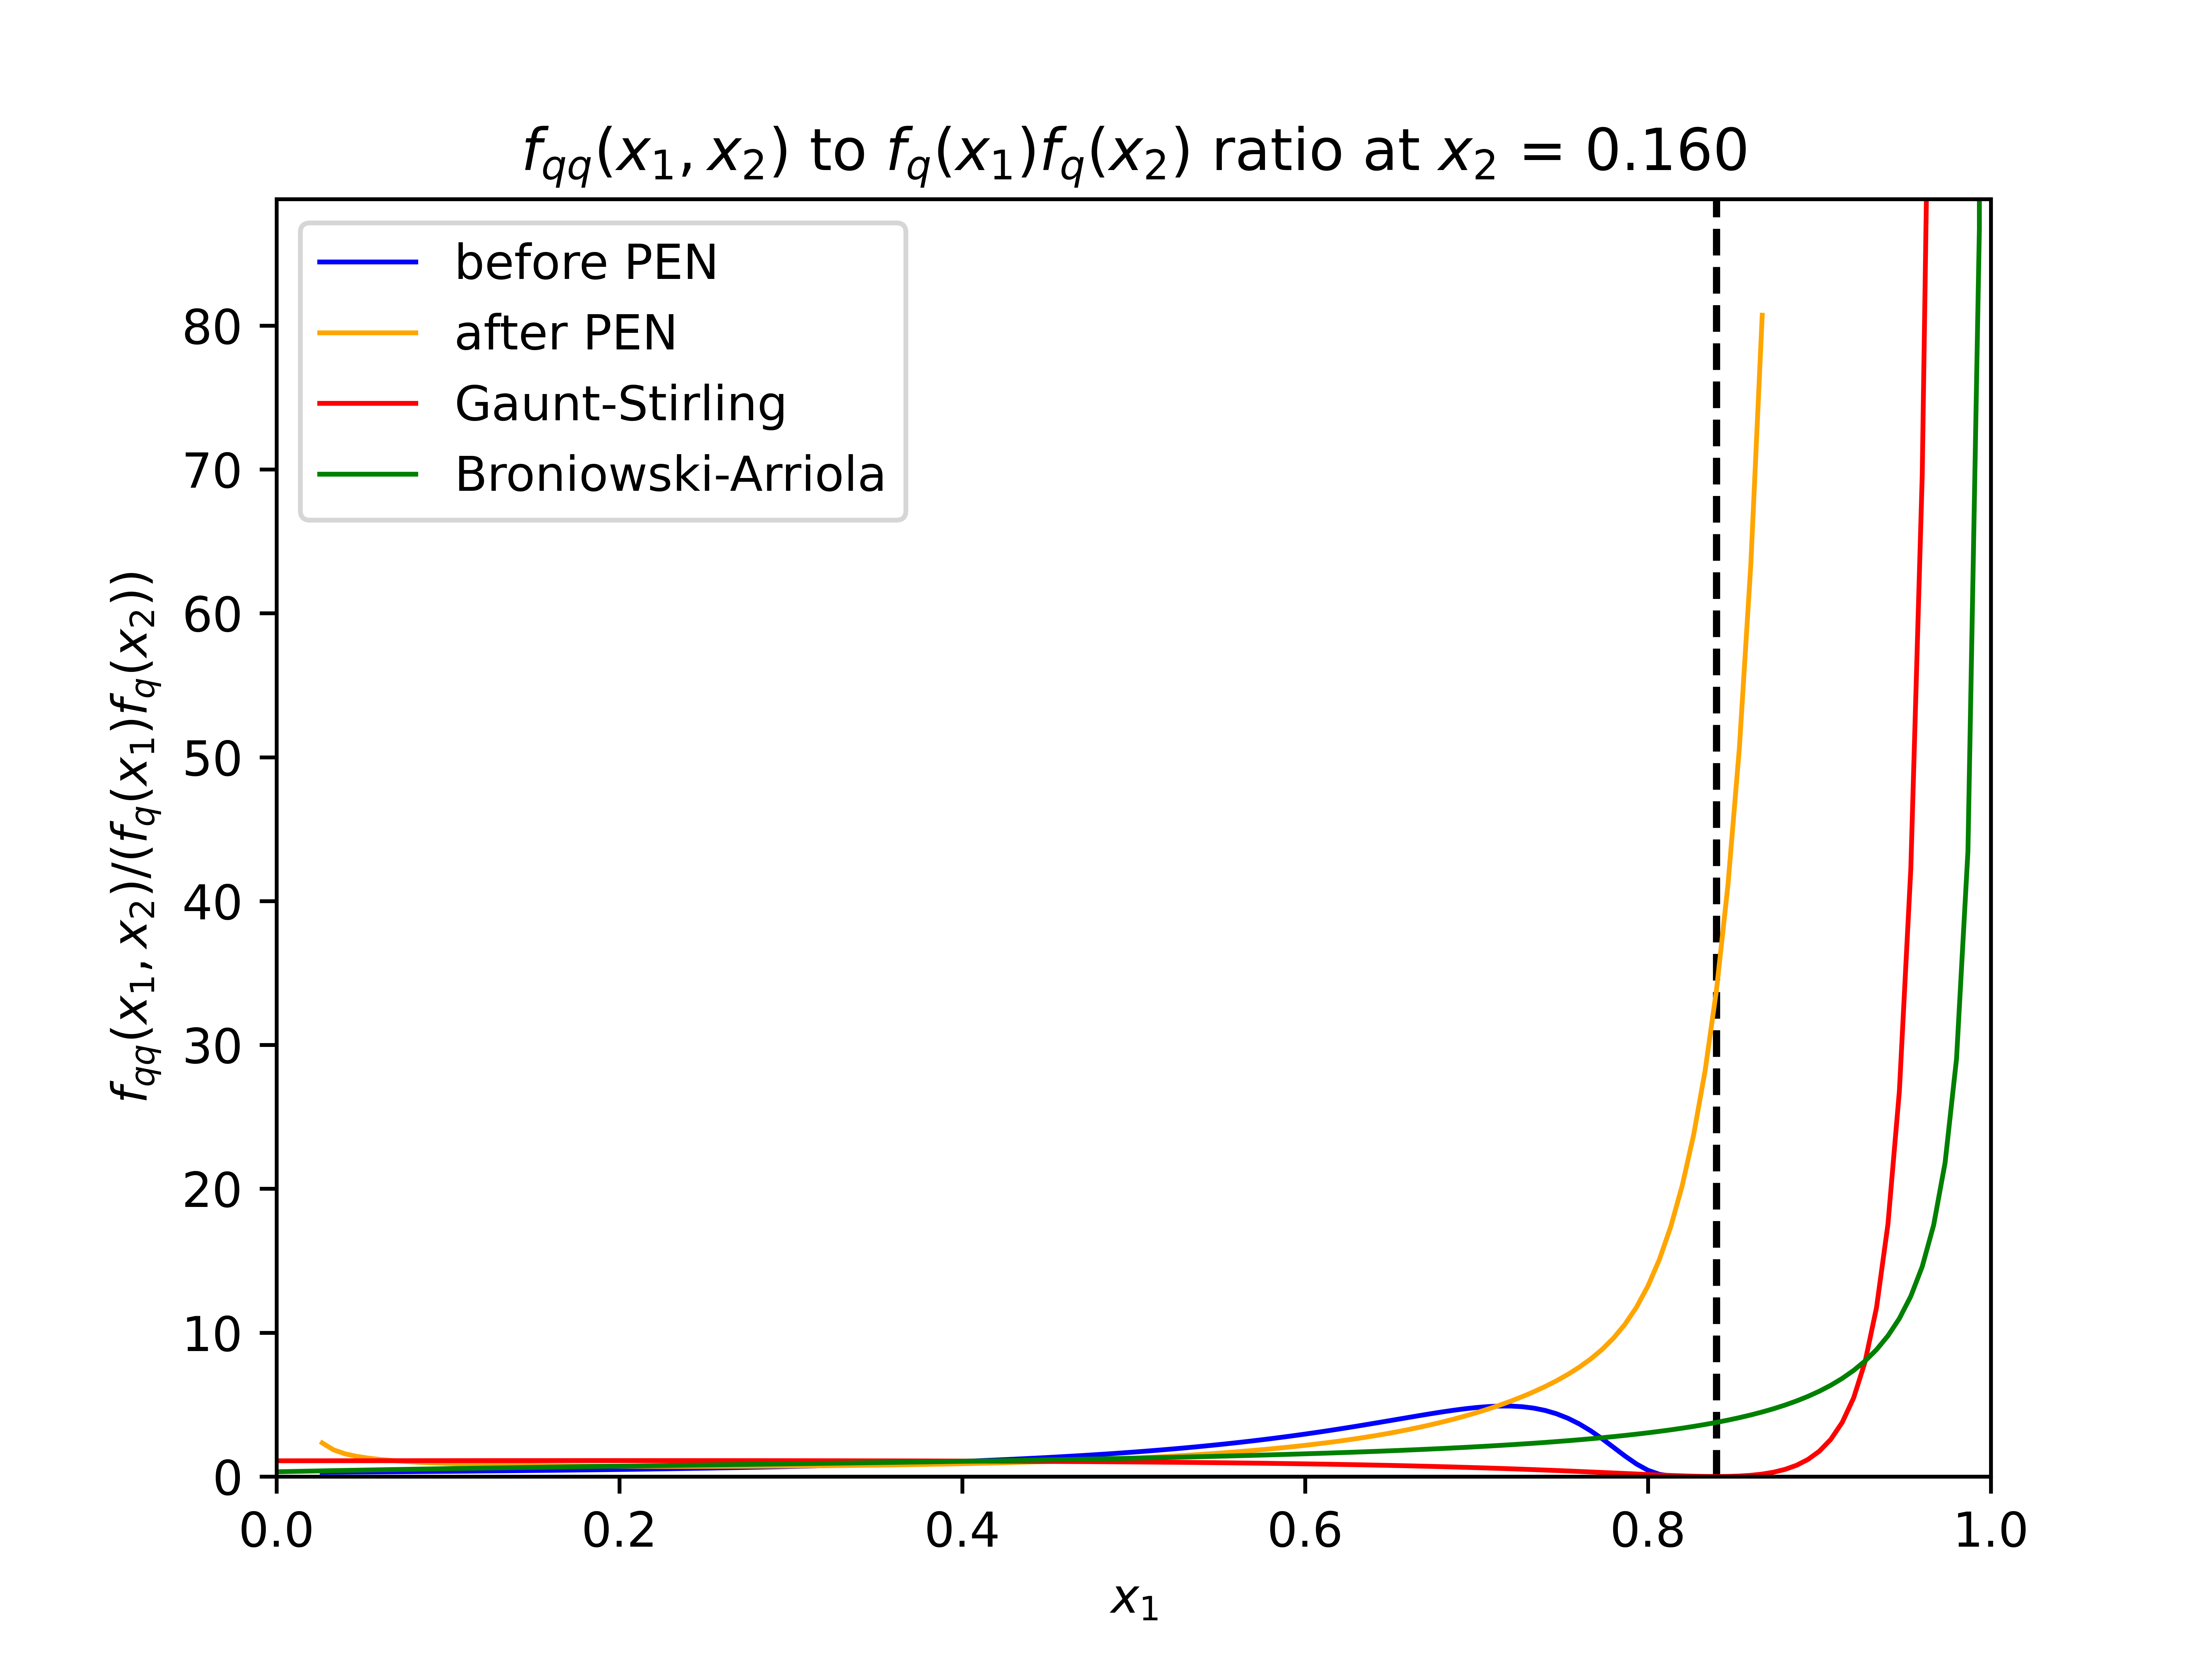 f_qq(x_1, x_2) to f_q(x_1)f_q(x_2) ratio at x_2 = 0.160
before PEN
after PEN
Gaunt-Stirling
Broniowski-Arriola
f_qq(x_1, x_2)/(f_q(x_1)f_q(x_2))
80
70
60
50
40
30
20
10
0
0.0 0.2 0.4 0.6 0.8 1.0
x_1